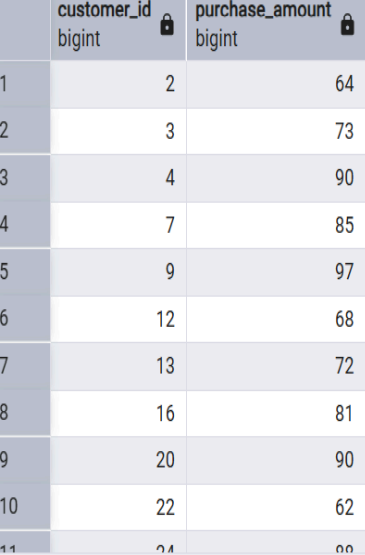 customer_id purchase_amount
bigint bigint
1 2 64
2 3 73
3 4 90
4 7 85
5 9 97
6 12 68
7 13 72
8 16 81
9 20 90
10 22 62